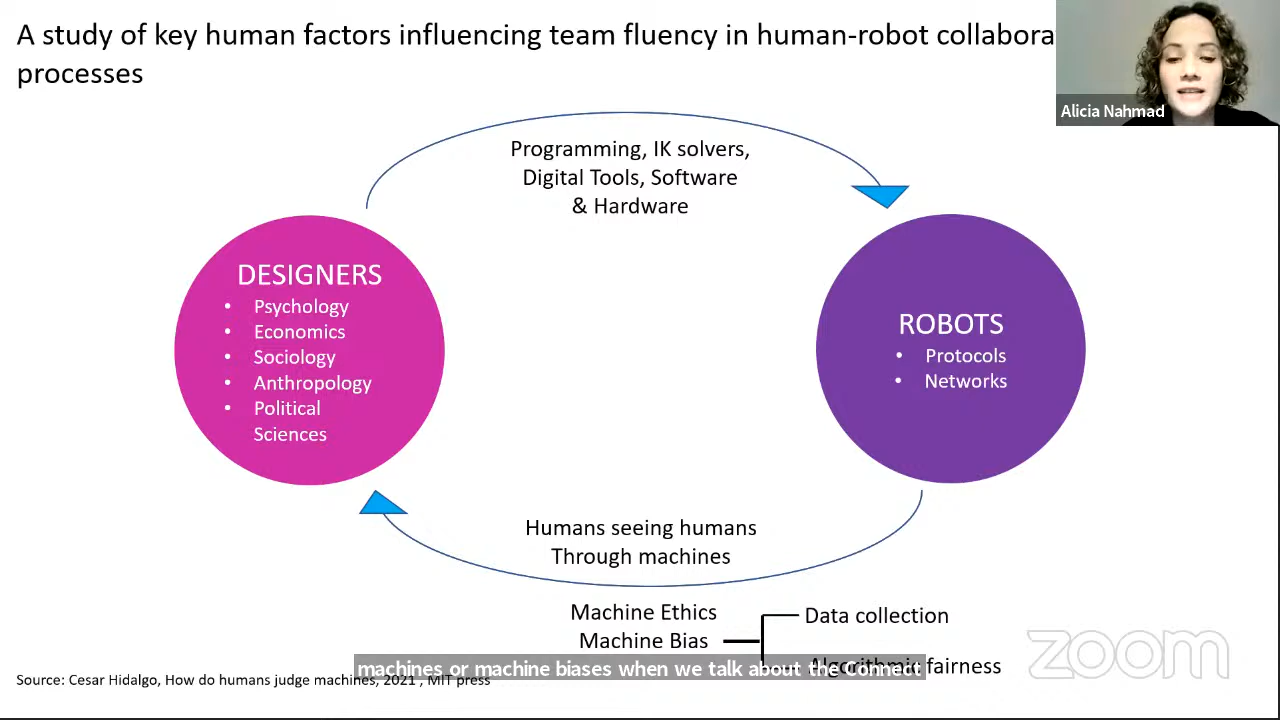 A study of key human factors influencing team fluency in human-robot collabora
processes
Alicia Nahmad
Programming, IK solvers,
Digital Tools, Software
& Hardware
DESIGNERS
• Psychology
• Economics
• Sociology
• Anthropology
• Political
Sciences
ROBOTS
• Protocols
• Networks
Humans seeing humans
Through machines
Machine Ethics
Machine Bias
Data collection
Algorithmic fairness
machines or machine biases when we talk about the Connect
Source: Cesar Hidalgo, How do humans judge machines, 2021 , MIT press
zoom